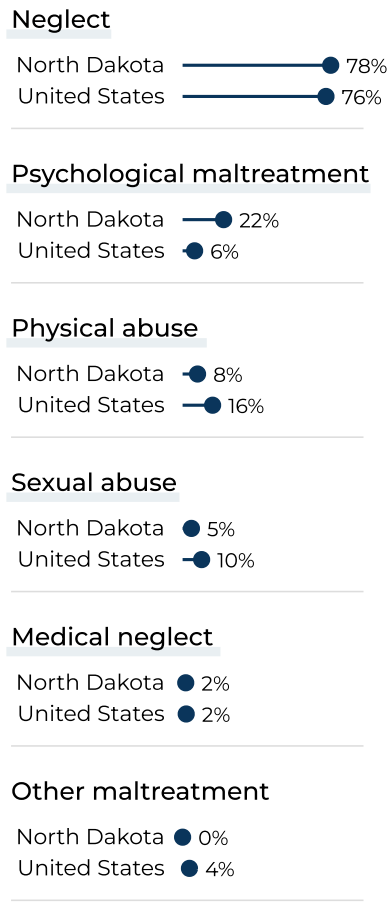 Neglect
North Dakota 78%
United States 76%
Psychological maltreatment
North Dakota 22%
United States 6%
Physical abuse
North Dakota 8%
United States 16%
Sexual abuse
North Dakota 5%
United States 10%
Medical neglect
North Dakota 2%
United States 2%
Other maltreatment
North Dakota 0%
United States 4%